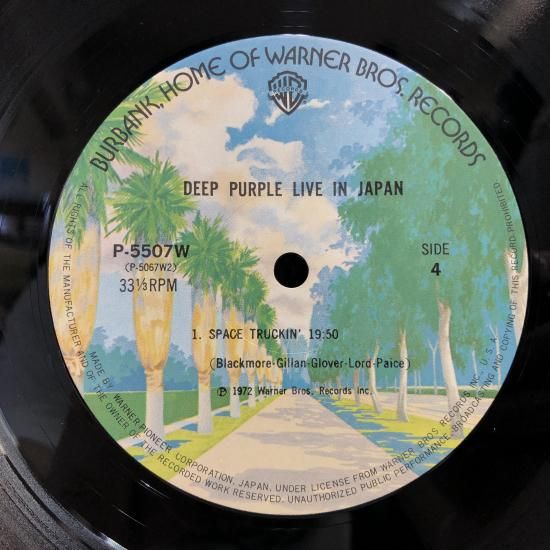 BURBANK, HOME OF WARNER BROS. RECORDS
DEEP PURPLE LIVE IN JAPAN
P-5507W
(P-5067W2)
33⅓RPM
SIDE
4
1. SPACE TRUCKIN' 19:50
(Blackmore-Gilian-Glover-Lord-Paice)
Ⓟ 1972 Warner Bros. Records Inc.
MADE BY WARNER PIONEER CORPORATION, JAPAN, UNDER LICENSE FROM WARNER BROS RECORDS INC., U.S.A.
ALL RIGHTS OF THE MANUFACTURER AND OF THE OWNER OF THE RECORDED WORK RESERVED. UNAUTHORIZED PUBLIC PERFORMANCE, BROADCASTING AND COPYING OF THIS RECORD PROHIBITED.